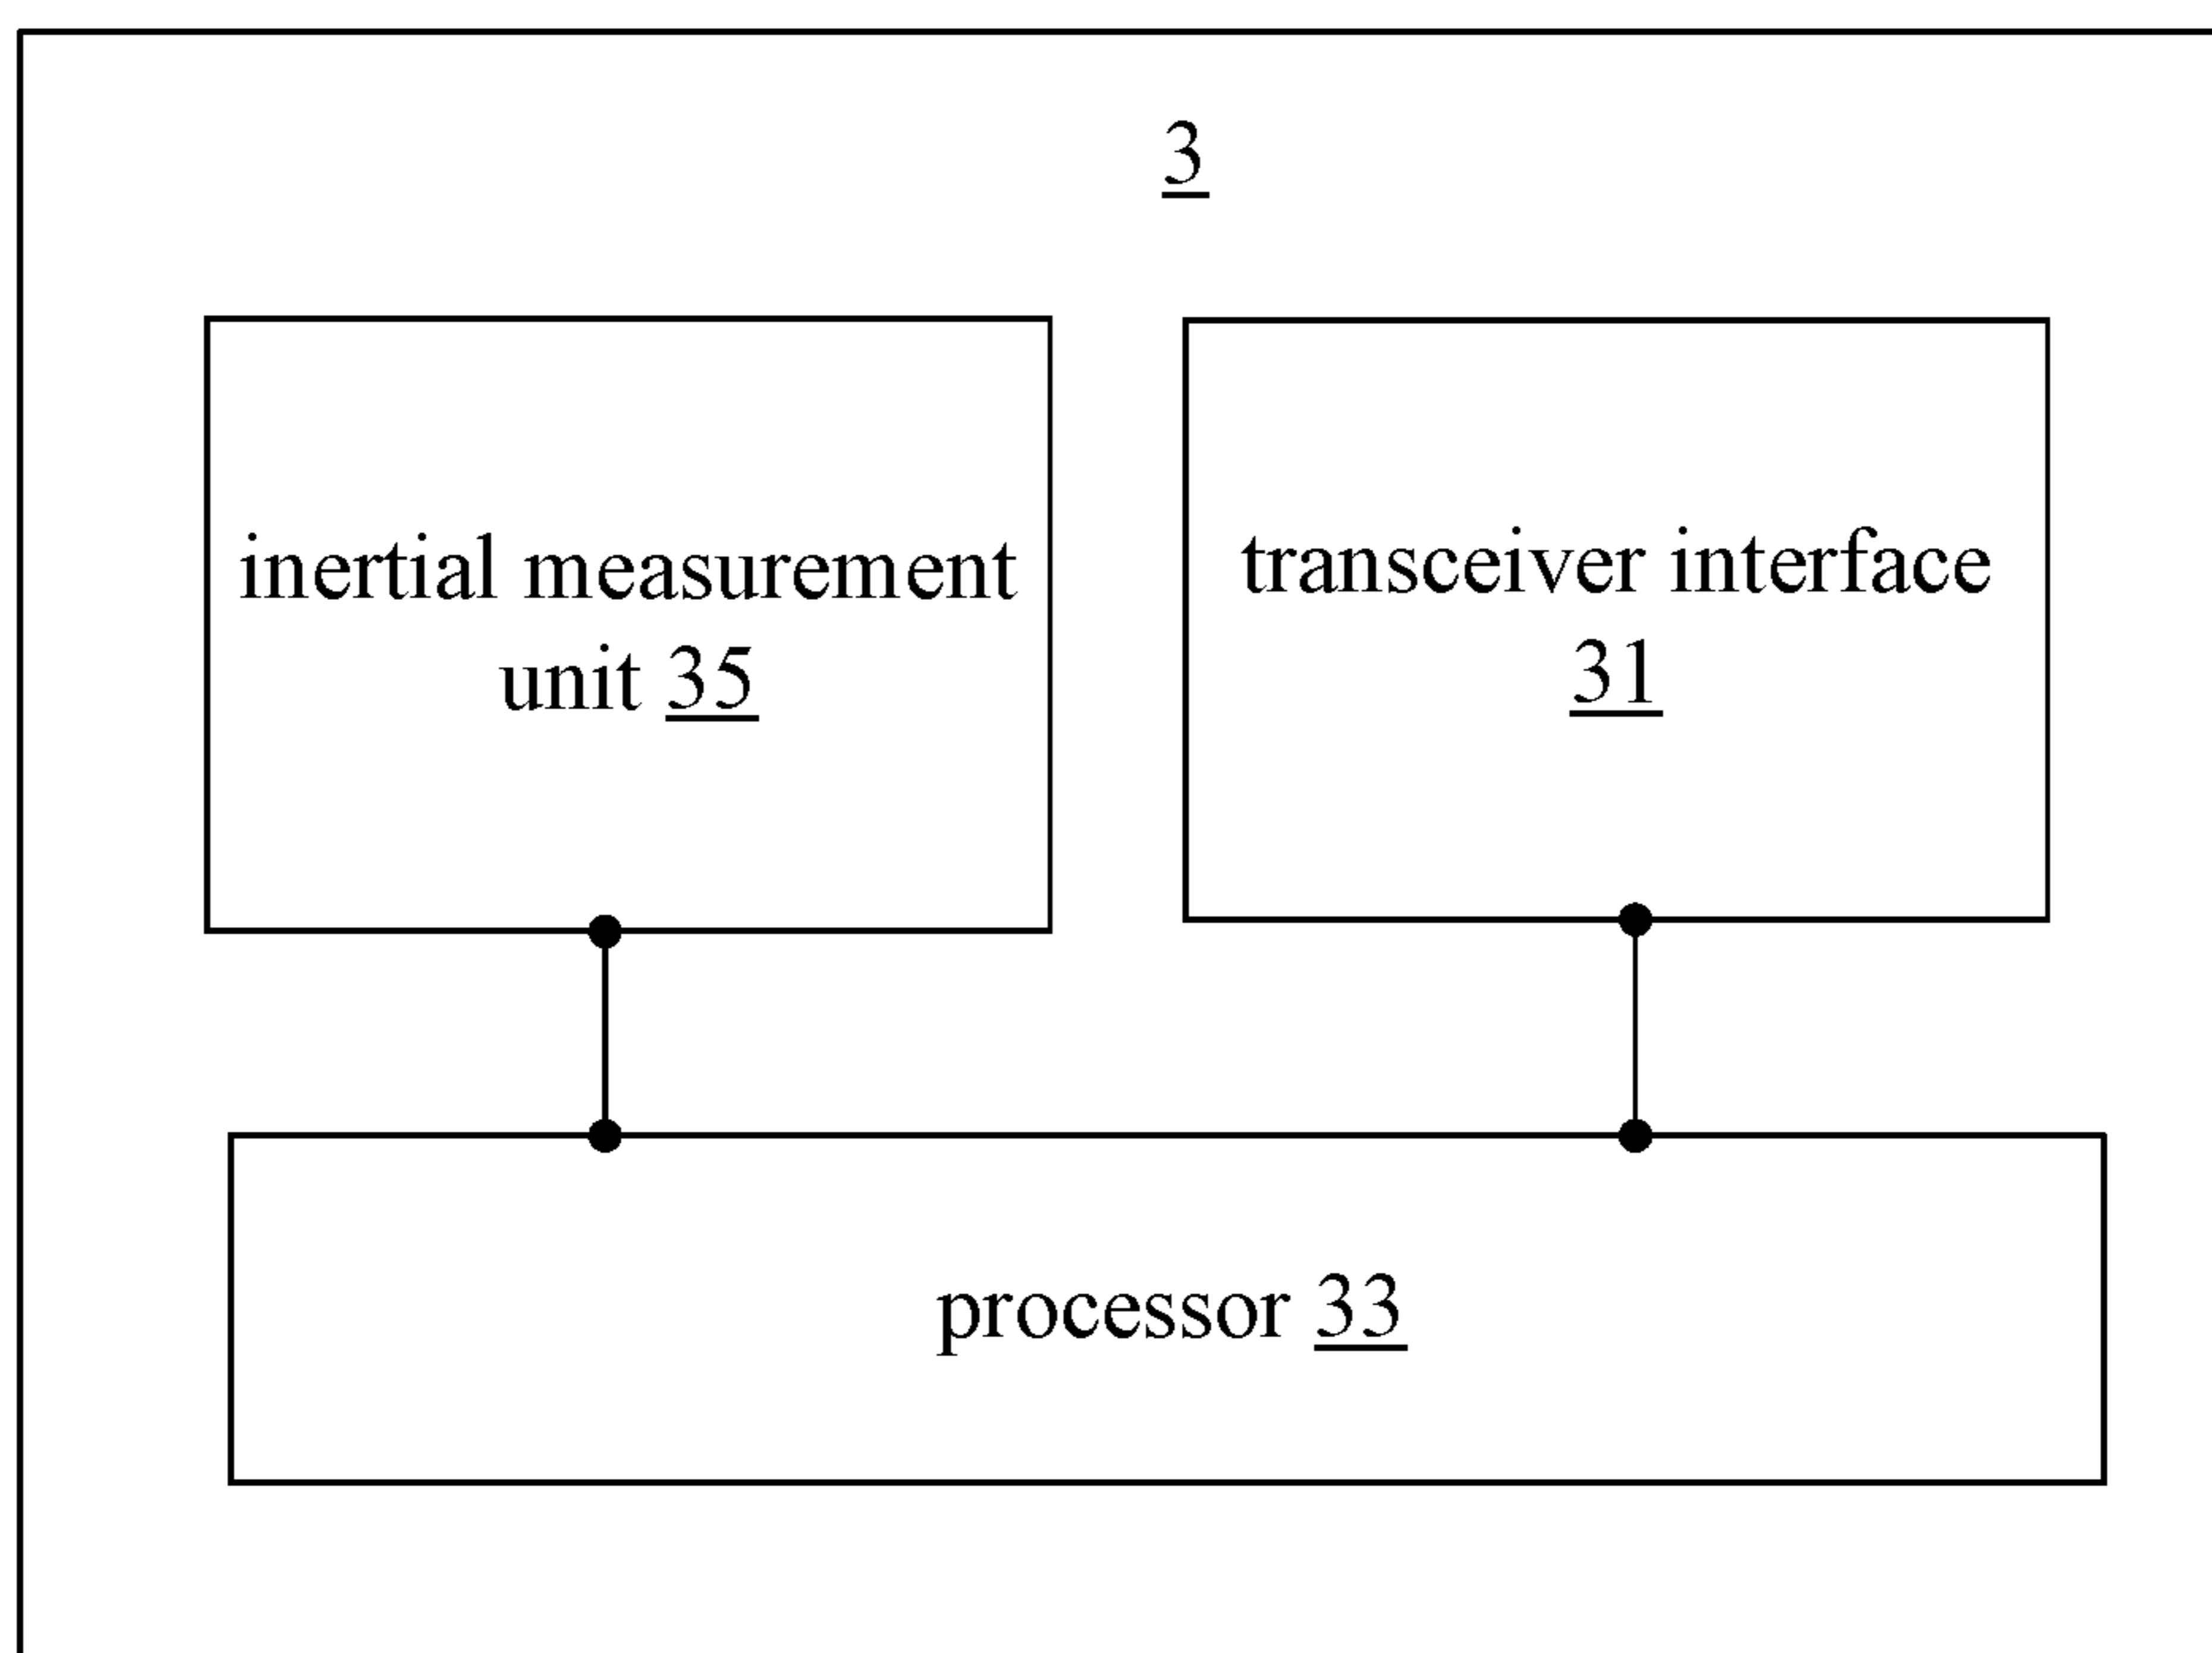 3
inertial measurement
unit 35
transceiver interface
31
processor 33